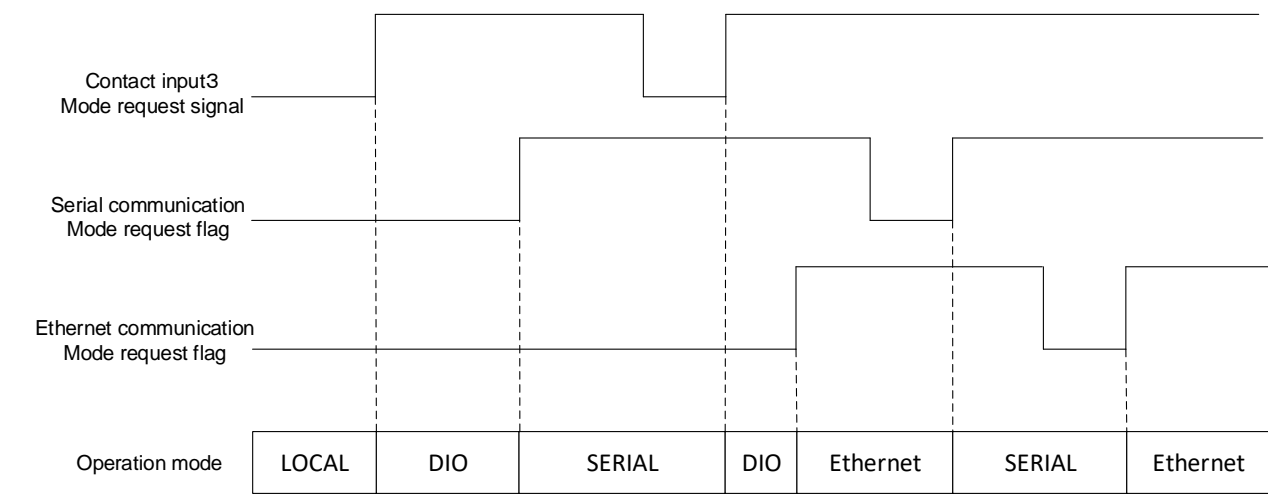 Contact input3
Mode request signal
Serial communication
Mode request flag
Ethernet communication
Mode request flag
Operation mode
LOCAL
DIO
SERIAL
DIO
Ethernet
SERIAL
Ethernet